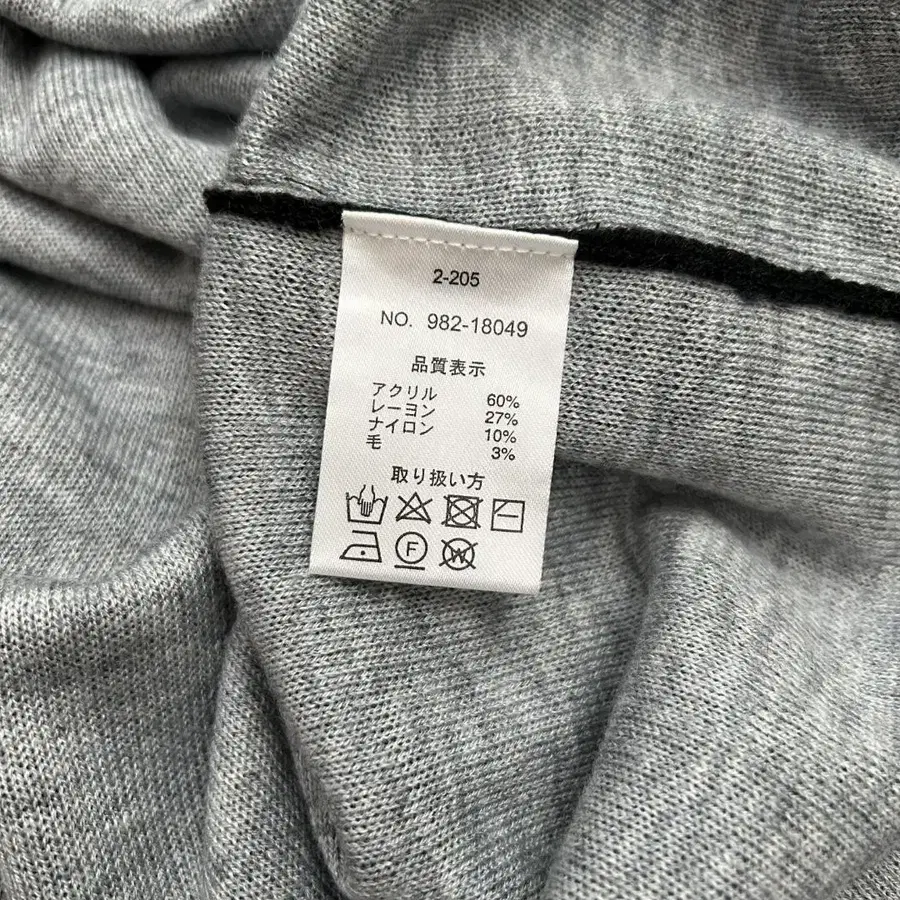 2-205
NO. 982-18049
品質表示
アクリル 60%
レーヨン 27%
ナイロン 10%
毛 3%
取り扱い方
F W